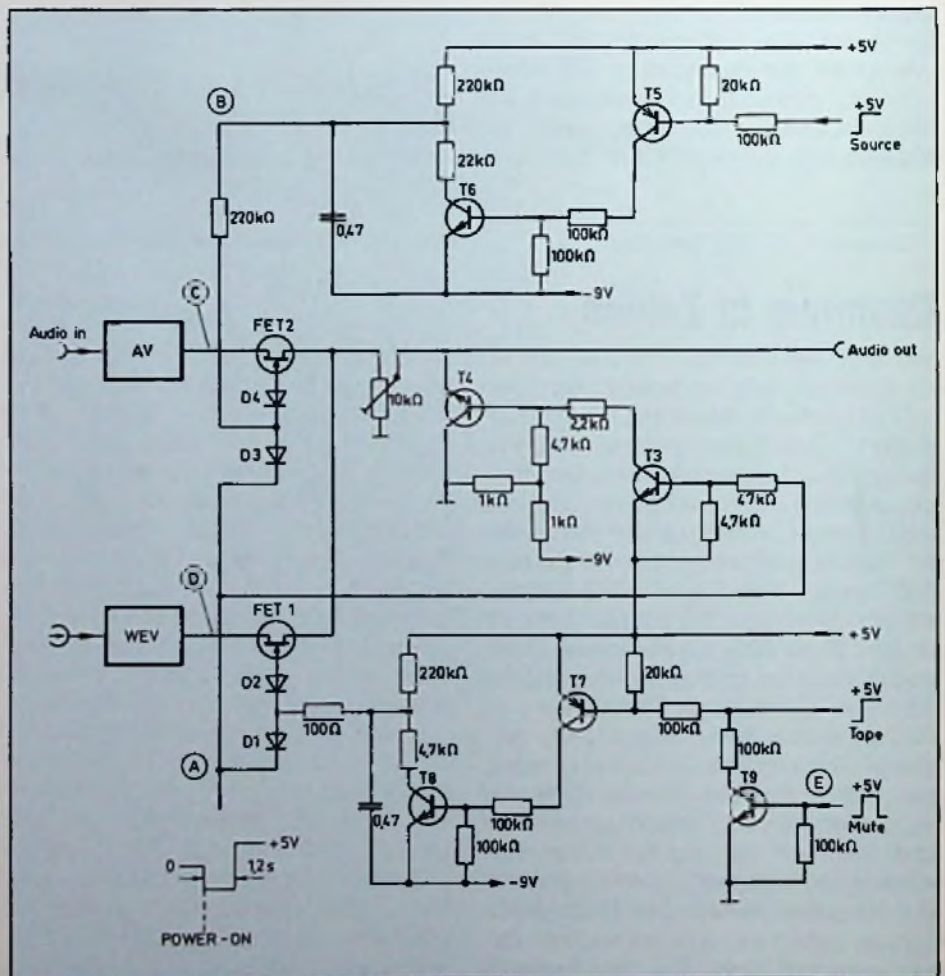 +5V
220kΩ
T5
20kΩ
+5V
B
100kΩ
Source
22kΩ
T6
220kΩ
0,47
100kΩ
100kΩ
-9V
C
Audio in
AV
FET2
Audio out
D4
T4
10kΩ
2,2kΩ
4,7kΩ
T3
D3
1kΩ
47kΩ
4,7kΩ
1kΩ
-9V
D
FET 1
WEV
+5V
220kΩ
T7
20kΩ
D2
100kΩ
Tape
100Ω
100kΩ
D1
A
4,7kΩ
T8
T9
E
+5V
0,47
100kΩ
Mute
100kΩ
100kΩ
-9V
0
+5V
1,2s
POWER-ON